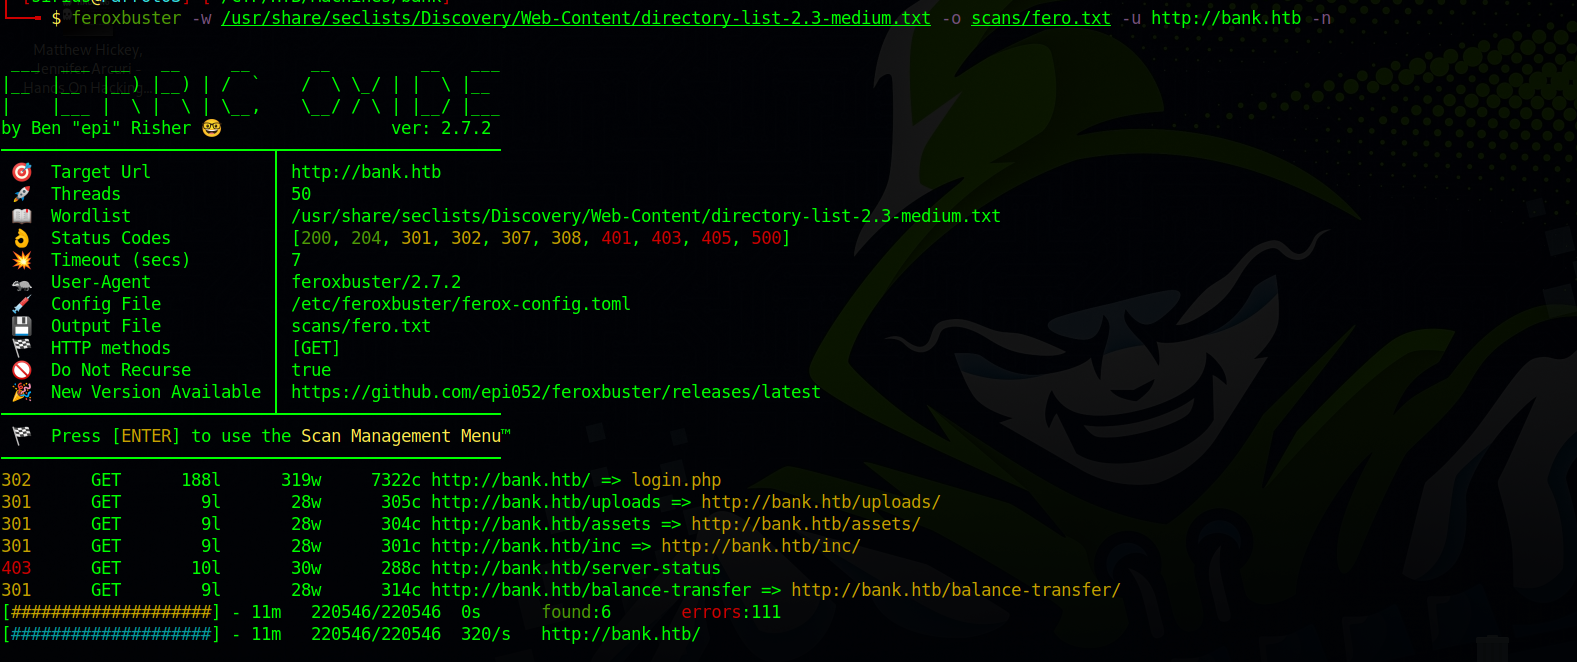 $ feroxbuster -w /usr/share/seclists/Discovery/Web-Content/directory-list-2.3-medium.txt -o scans/fero.txt -u http://bank.htb -n
Matthew Hickey,
Jennifer Arcuri -
Hands On Hacking...
FERRIC OXIDE
by Ben "epi" Risher 🤓 ver: 2.7.2
🎯 Target Url │ http://bank.htb
🚀 Threads │ 50
📖 Wordlist │ /usr/share/seclists/Discovery/Web-Content/directory-list-2.3-medium.txt
👌 Status Codes │ [200, 204, 301, 302, 307, 308, 401, 403, 405, 500]
💥 Timeout (secs) │ 7
🦡 User-Agent │ feroxbuster/2.7.2
💉 Config File │ /etc/feroxbuster/ferox-config.toml
💾 Output File │ scans/fero.txt
🏁 HTTP methods │ [GET]
🚫 Do Not Recurse │ true
🎉 New Version Available │ https://github.com/epi052/feroxbuster/releases/latest
🏁 Press [ENTER] to use the Scan Management Menu™
302 GET 188l 319w 7322c http://bank.htb/ => login.php
301 GET 9l 28w 305c http://bank.htb/uploads => http://bank.htb/uploads/
301 GET 9l 28w 304c http://bank.htb/assets => http://bank.htb/assets/
301 GET 9l 28w 301c http://bank.htb/inc => http://bank.htb/inc/
403 GET 10l 30w 288c http://bank.htb/server-status
301 GET 9l 28w 314c http://bank.htb/balance-transfer => http://bank.htb/balance-transfer/
[####################] - 11m 220546/220546 0s found:6 errors:111
[####################] - 11m 220546/220546 320/s http://bank.htb/